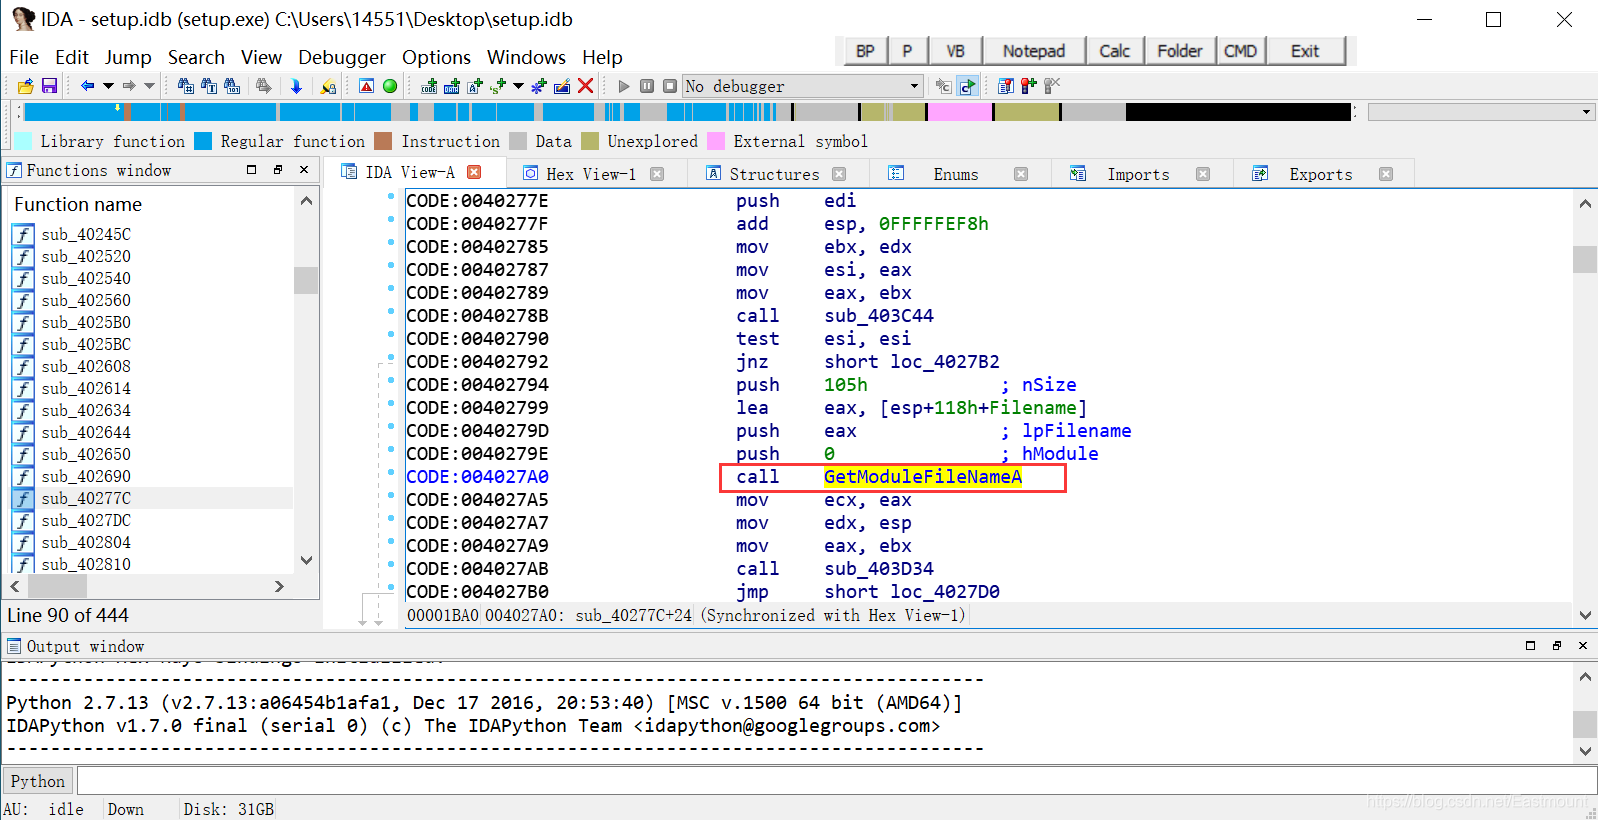 IDA - setup.idb (setup.exe) C:\Users\14551\Desktop\setup.idb
File Edit Jump Search View Debugger Options Windows Help
BP P VB Notepad Calc Folder CMD Exit
No debugger
Library function Regular function Instruction Data Unexplored External symbol
Functions window
IDA View-A Hex View-1 Structures Enums Imports Exports
Function name
sub_40245C
sub_402520
sub_402540
sub_402560
sub_4025B0
sub_4025BC
sub_402608
sub_402614
sub_402634
sub_402644
sub_402650
sub_402690
sub_40277C
sub_4027DC
sub_402804
sub_402810
Line 90 of 444
CODE:0040277E push edi
CODE:0040277F add esp, 0FFFFFEF8h
CODE:00402785 mov ebx, edx
CODE:00402787 mov esi, eax
CODE:00402789 mov eax, ebx
CODE:0040278B call sub_403C44
CODE:00402790 test esi, esi
CODE:00402792 jnz short loc_4027B2
CODE:00402794 push 105h ; nSize
CODE:00402799 lea eax, [esp+118h+Filename]
CODE:0040279D push eax ; lpFilename
CODE:0040279E push 0 ; hModule
CODE:004027A0 call GetModuleFileNameA
CODE:004027A5 mov ecx, eax
CODE:004027A7 mov edx, esp
CODE:004027A9 mov eax, ebx
CODE:004027AB call sub_403D34
CODE:004027B0 jmp short loc_4027D0
00001BA0 004027A0: sub_40277C+24 (Synchronized with Hex View-1)
Output window
---------------------------------------------------------------------------------
Python 2.7.13 (v2.7.13:a06454b1afa1, Dec 17 2016, 20:53:40) [MSC v.1500 64 bit (AMD64)]
IDAPython v1.7.0 final (serial 0) (c) The IDAPython Team <idapython@googlegroups.com>
---------------------------------------------------------------------------------
Python
AU: idle Down Disk: 31GB
https://blog.csdn.net/Eastmount